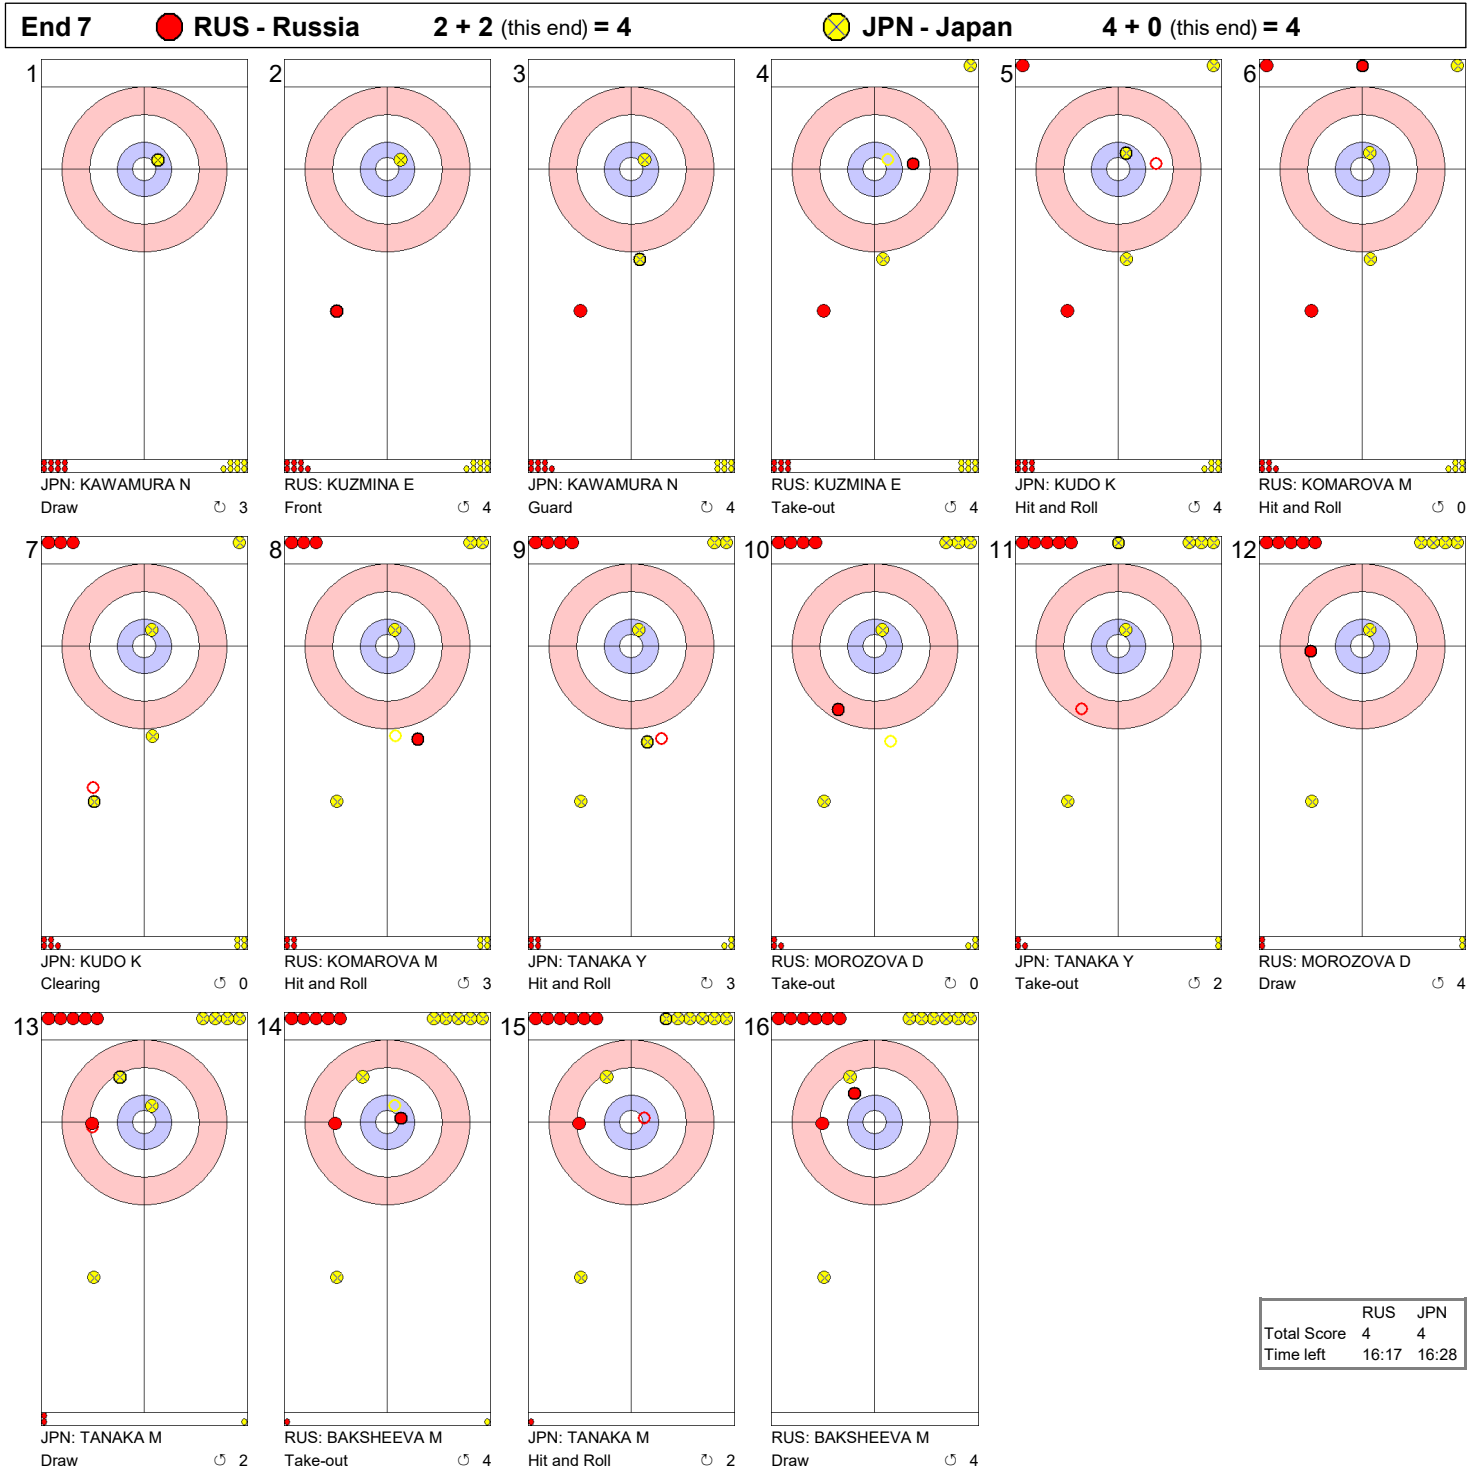 End 7 RUS - Russia 2 + 2 (this end) = 4 JPN - Japan 4 + 0 (this end) = 4
1 2 3 4 5 6
JPN: KAWAMURA N RUS: KUZMINA E JPN: KAWAMURA N RUS: KUZMINA E JPN: KUDO K RUS: KOMAROVA M
Draw ↻ 3 Front ↺ 4 Guard ↻ 4 Take-out ↺ 4 Hit and Roll ↺ 4 Hit and Roll ↺ 0
7 8 9 10 11 12
JPN: KUDO K RUS: KOMAROVA M JPN: TANAKA Y RUS: MOROZOVA D JPN: TANAKA Y RUS: MOROZOVA D
Clearing ↺ 0 Hit and Roll ↺ 3 Hit and Roll ↺ 3 Take-out ↺ 0 Take-out ↺ 2 Draw ↺ 4
13 14 15 16
RUS JPN
Total Score 4 4
Time left 16:17 16:28
JPN: TANAKA M RUS: BAKSHEEVA M JPN: TANAKA M RUS: BAKSHEEVA M
Draw ↺ 2 Take-out ↺ 4 Hit and Roll ↻ 2 Draw ↺ 4